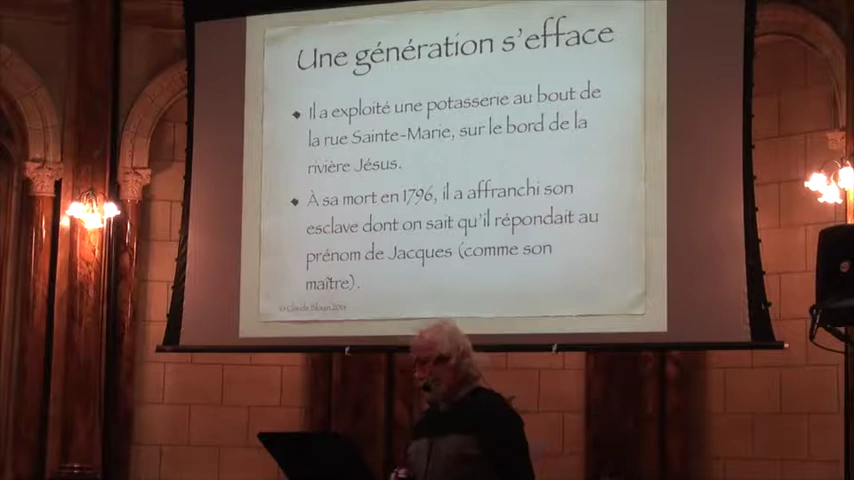 Une génération s'efface
Il a exploité une potasserie au bout de
la rue Sainte-Marie, sur le bord de la
rivière Jésus.
À sa mort en 1796, il a affranchi son
esclave dont on sait qu'il répondait au
prénom de Jacques (comme son
maître).